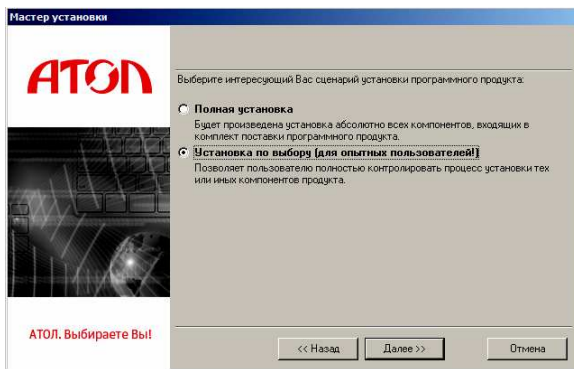 Мастер установки
АТОЛ
Выберите интересующий Вас сценарий установки программного продукта:
Полная установка
Будет произведена установка абсолютно всех компонентов, входящих в
комплект поставки программного продукта.
Установка по выбору (для опытных пользователей!)
Позволяет пользователю полностью контролировать процесс установки тех
или иных компонентов продукта.
АТОЛ. Выбираете Вы!
<< Назад
Далее >>
Отмена